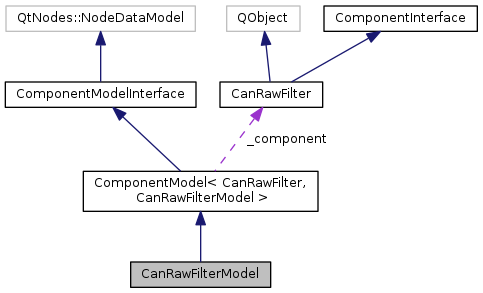 QtNodes::NodeDataModel
QObject
ComponentInterface
ComponentModelInterface
CanRawFilter
_component
ComponentModel< CanRawFilter,
CanRawFilterModel >
CanRawFilterModel